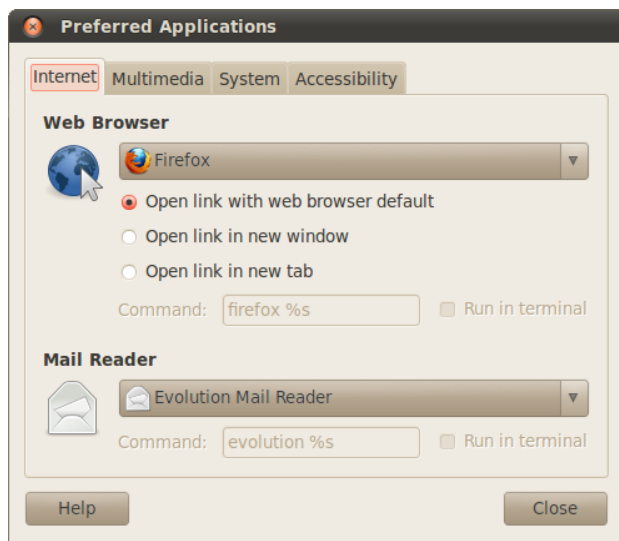 Preferred Applications
Internet Multimedia System Accessibility
Web Browser
Firefox
Open link with web browser default
Open link in new window
Open link in new tab
Command: firefox %s Run in terminal
Mail Reader
Evolution Mail Reader
Command: evolution %s Run in terminal
Help Close